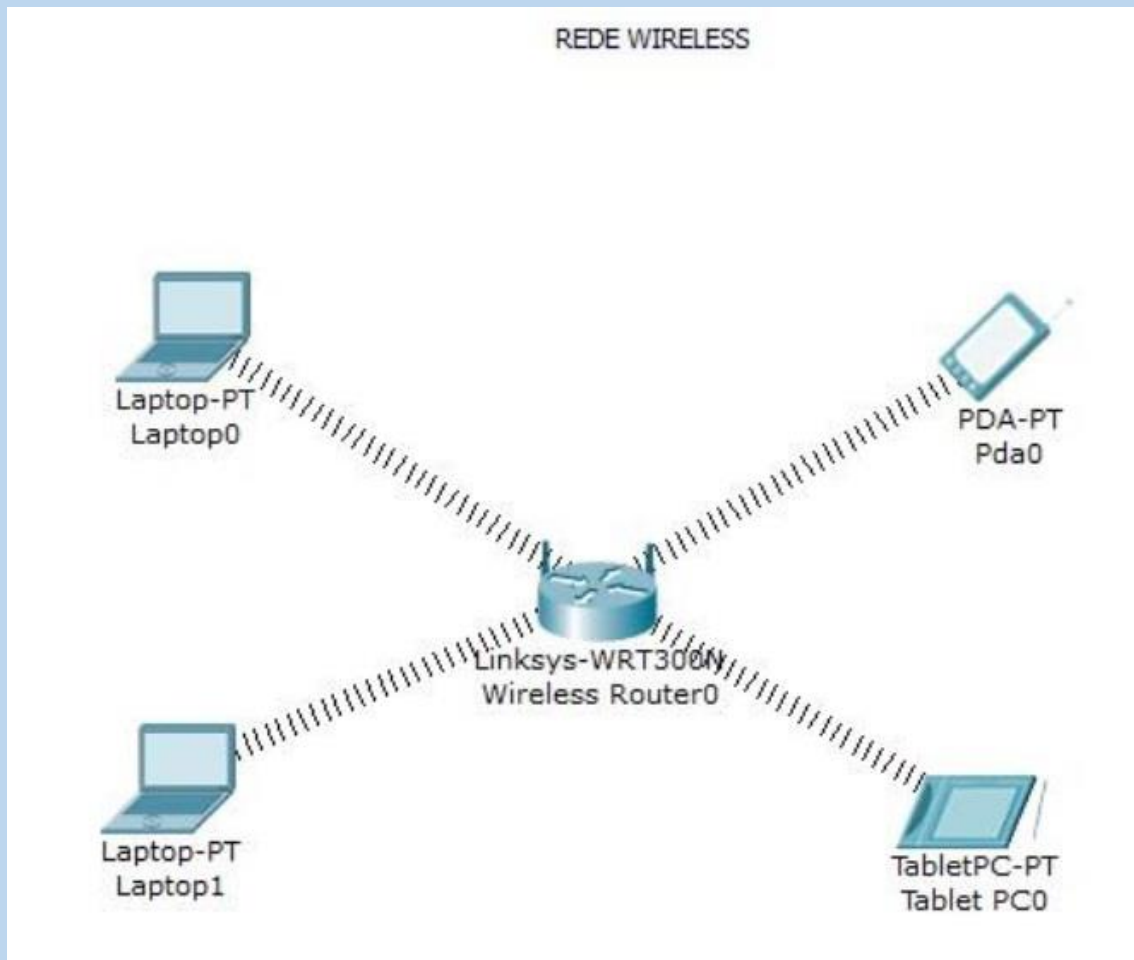 REDE WIRELESS
Laptop-PT
Laptop0
PDA-PT
Pda0
Linksys-WRT300N
Wireless Router0
Laptop-PT
Laptop1
TabletPC-PT
Tablet PC0